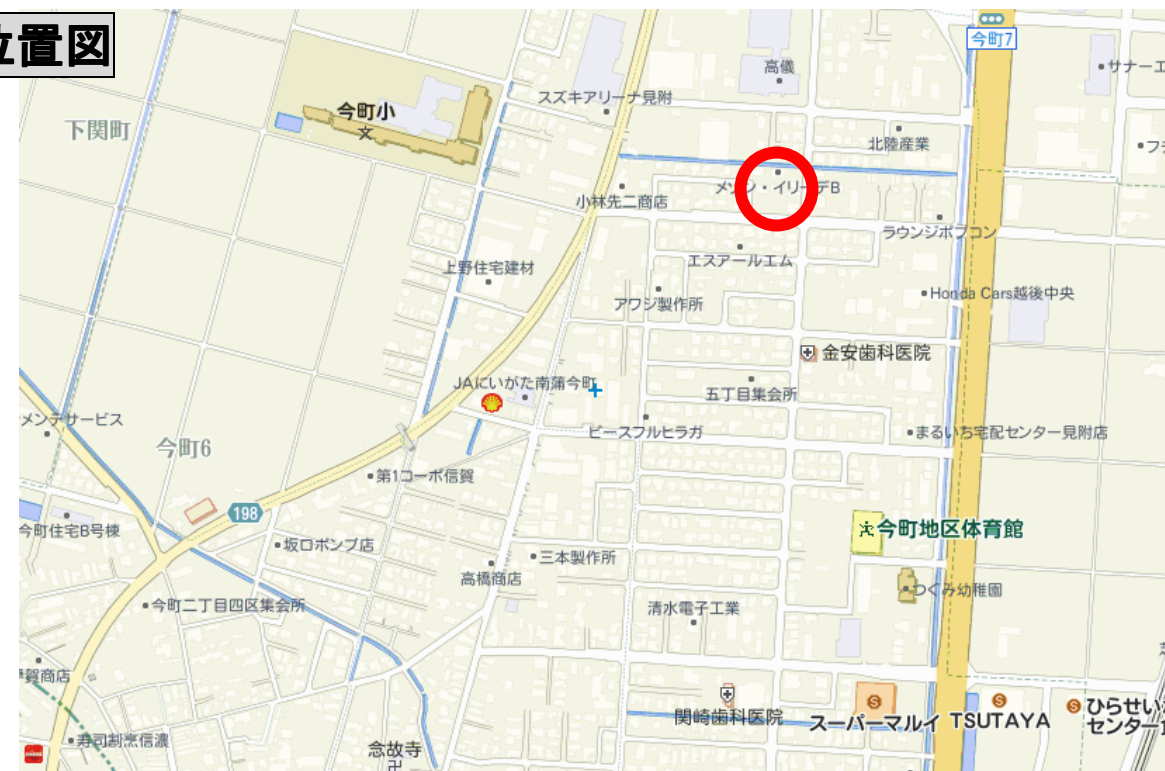 位置図
今町7
高儀
サナーエ
スズキアリーナ見附
今町小
下関町
北陸産業
メゾン・イリーデB
小林先二商店
ラウンジポプコン
エスアールエム
上野住宅建材
Honda Cars越後中央
アワジ製作所
金安歯科医院
JAにいがた南蒲今町
五丁目集会所
メンテサービス
ピースフルヒラガ
まるいち宅配センター見附店
今町6
第1コーポ信賀
198
今町住宅B号棟
今町地区体育館
坂口ポンプ店
三本製作所
高橋商店
つくみ幼稚園
今町二丁目四区集会所
清水電子工業
賀商店
関崎歯科医院
スーパーマルイ
TSUTAYA
ひらせい
センター
寿司割烹信濃
念故寺